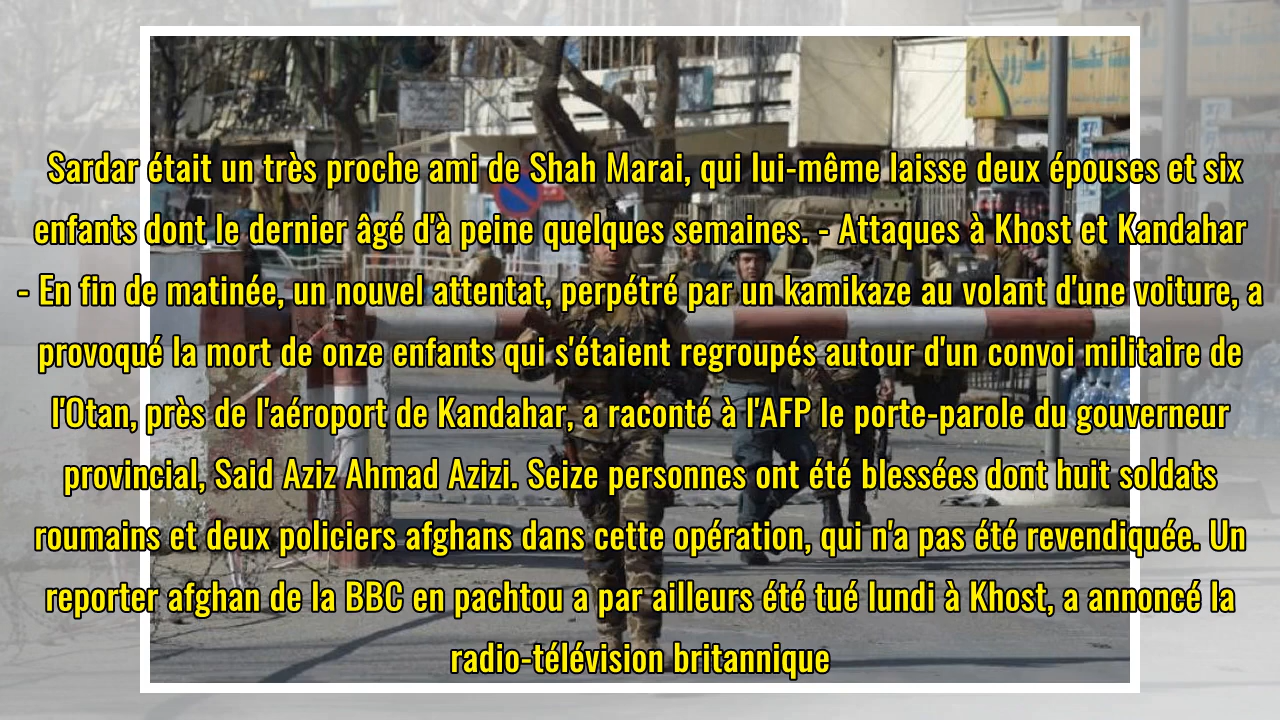 Sardar était un très proche ami de Shah Marai, qui lui-même laisse deux épouses et six
enfants dont le dernier âgé d'à peine quelques semaines. - Attaques à Khost et Kandahar
- En fin de matinée, un nouvel attentat, perpétré par un kamikaze au volant d'une voiture, a
provoqué la mort de onze enfants qui s'étaient regroupés autour d'un convoi militaire de
l'Otan, près de l'aéroport de Kandahar, a raconté à l'AFP le porte-parole du gouverneur
provincial, Said Aziz Ahmad Azizi. Seize personnes ont été blessées dont huit soldats
roumains et deux policiers afghans dans cette opération, qui n'a pas été revendiquée. Un
reporter afghan de la BBC en pachtou a par ailleurs été tué lundi à Khost, a annoncé la
radio-télévision britannique